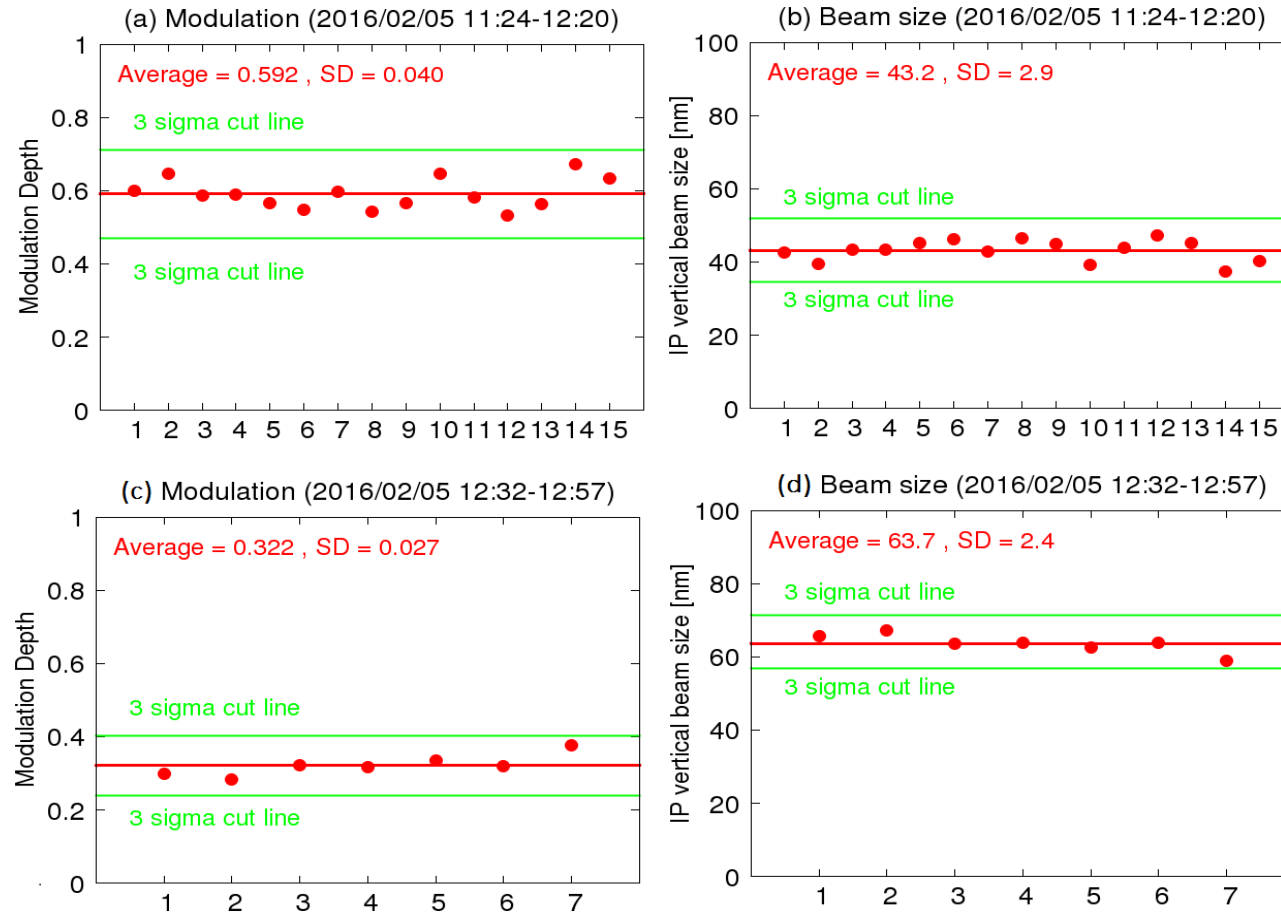 (a) Modulation (2016/02/05 11:24-12:20)
Average = 0.592 , SD = 0.040
3 sigma cut line
3 sigma cut line
Modulation Depth
1
0.8
0.6
0.4
0.2
0
1 2 3 4 5 6 7 8 9 10 11 12 13 14 15
(b) Beam size (2016/02/05 11:24-12:20)
Average = 43.2 , SD = 2.9
3 sigma cut line
3 sigma cut line
IP vertical beam size [nm]
100
80
60
40
20
0
1 2 3 4 5 6 7 8 9 10 11 12 13 14 15
(c) Modulation (2016/02/05 12:32-12:57)
Average = 0.322 , SD = 0.027
3 sigma cut line
3 sigma cut line
Modulation Depth
1
0.8
0.6
0.4
0.2
0
1 2 3 4 5 6 7
(d) Beam size (2016/02/05 12:32-12:57)
Average = 63.7 , SD = 2.4
3 sigma cut line
3 sigma cut line
IP vertical beam size [nm]
100
80
60
40
20
0
1 2 3 4 5 6 7